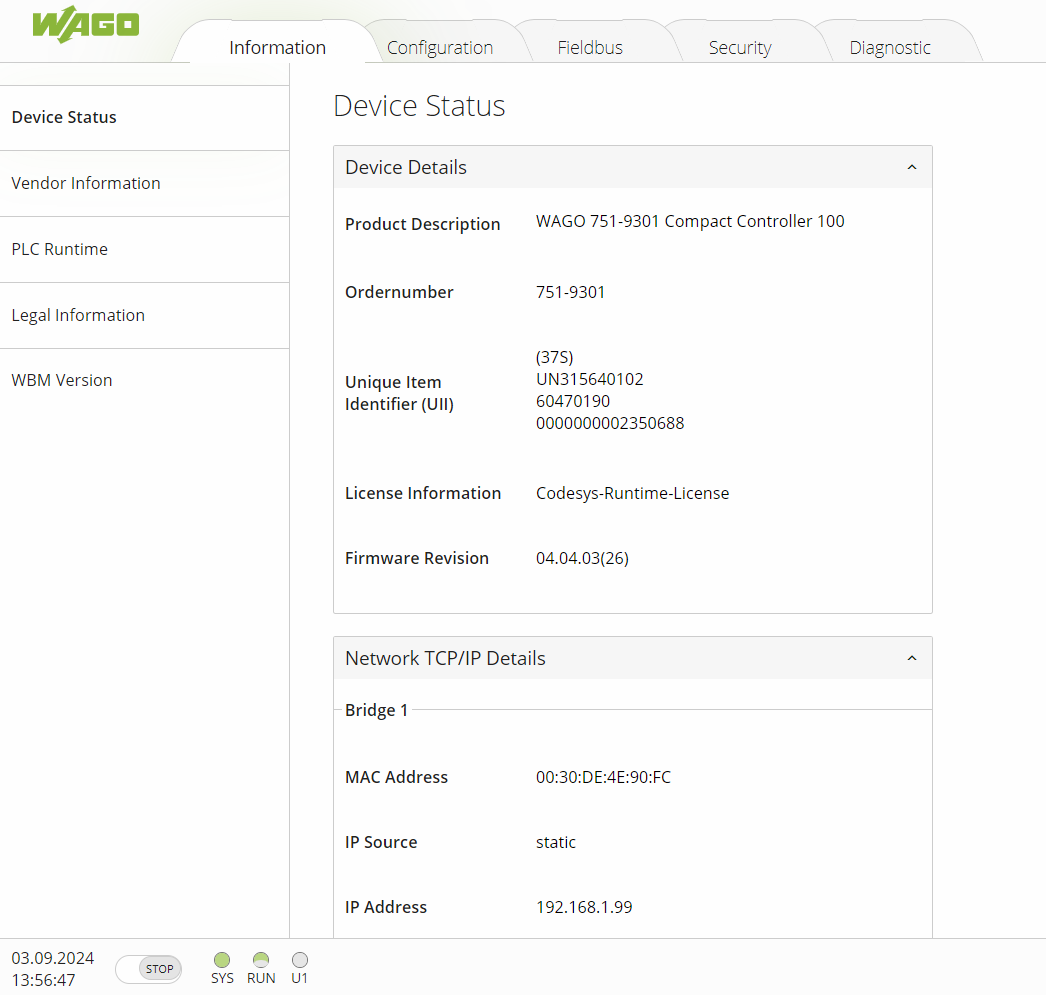 WAGO
Information
Configuration
Fieldbus
Security
Diagnostic
Device Status
Vendor Information
PLC Runtime
Legal Information
WBM Version
Device Status
Device Details
Product Description WAGO 751-9301 Compact Controller 100
Ordernumber 751-9301
Unique Item
Identifier (UII)
(37S)
UN315640102
60470190
0000000002350688
License Information Codesys-Runtime-License
Firmware Revision 04.04.03(26)
Network TCP/IP Details
Bridge 1
MAC Address 00:30:DE:4E:90:FC
IP Source static
IP Address 192.168.1.99
03.09.2024
13:56:47
STOP
SYS RUN U1